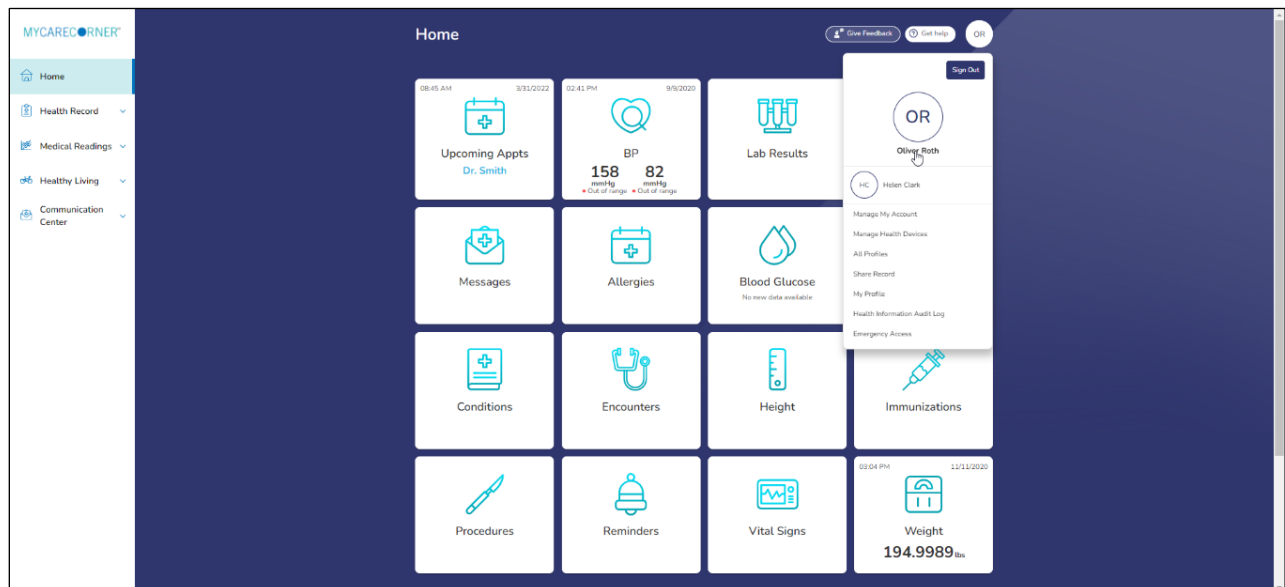 MYCARECORNER
Home
Health Record
Medical Readings
Healthy Living
Communication
Center
Home
Give Feedback
Get help
OR
Sign Out
OR
Oliver Roth
HC
Helen Clark
Manage My Account
Manage Health Devices
All Profiles
Share Record
My Profile
Health Information Audit Log
Emergency Access
08:45 AM 3/31/2022
Upcoming Appts
Dr. Smith
02:41 PM 9/9/2020
BP
158 82
mmHg mmHg
Out of range Out of range
Lab Results
Messages
Allergies
Blood Glucose
No new data available
Conditions
Encounters
Height
Immunizations
Procedures
Reminders
Vital Signs
03:04 PM 11/11/2020
Weight
194.9989 lbs